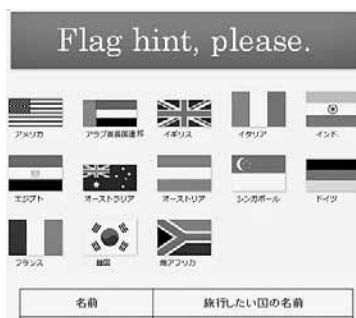 Flag hint, please.
アメリカ アラブ首長国連邦 イギリス イタリア インド
エジプト オーストラリア オーストリア シンガポール ドイツ
フランス 韓国 南アフリカ
名前 旅行したい国の名前